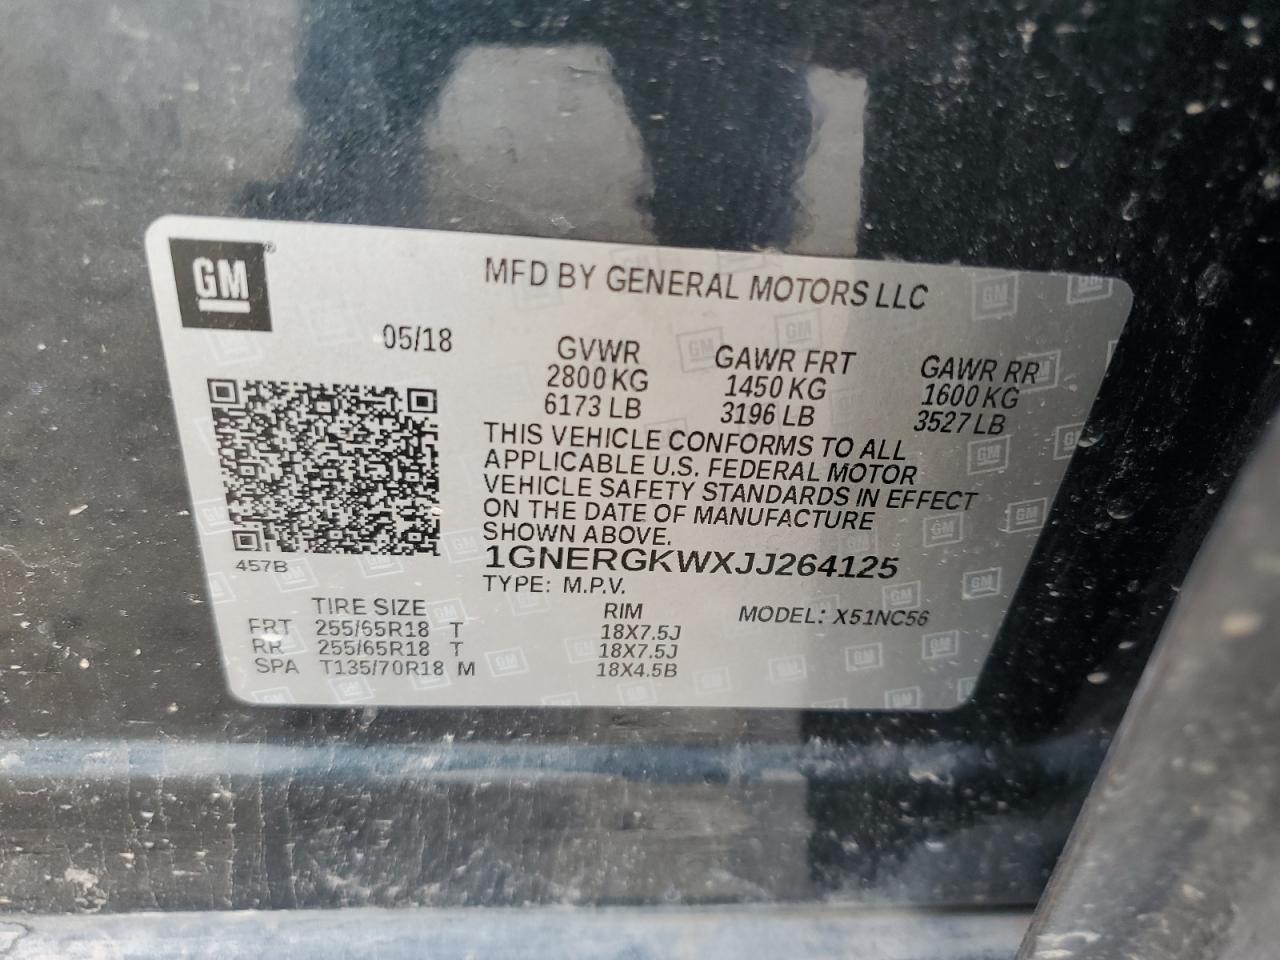 GM®
MFD BY GENERAL MOTORS LLC
05/18
GVWR GAWR FRT GAWR RR
2800 KG 1450 KG 1600 KG
6173 LB 3196 LB 3527 LB
THIS VEHICLE CONFORMS TO ALL
APPLICABLE U.S. FEDERAL MOTOR
VEHICLE SAFETY STANDARDS IN EFFECT
ON THE DATE OF MANUFACTURE
SHOWN ABOVE.
1GNERGKWXJJ264125
457B
TYPE: M.P.V.
TIRE SIZE RIM MODEL: X51NC56
FRT 255/65R18 T 18X7.5J
RR 255/65R18 T 18X7.5J
SPA T135/70R18 M 18X4.5B